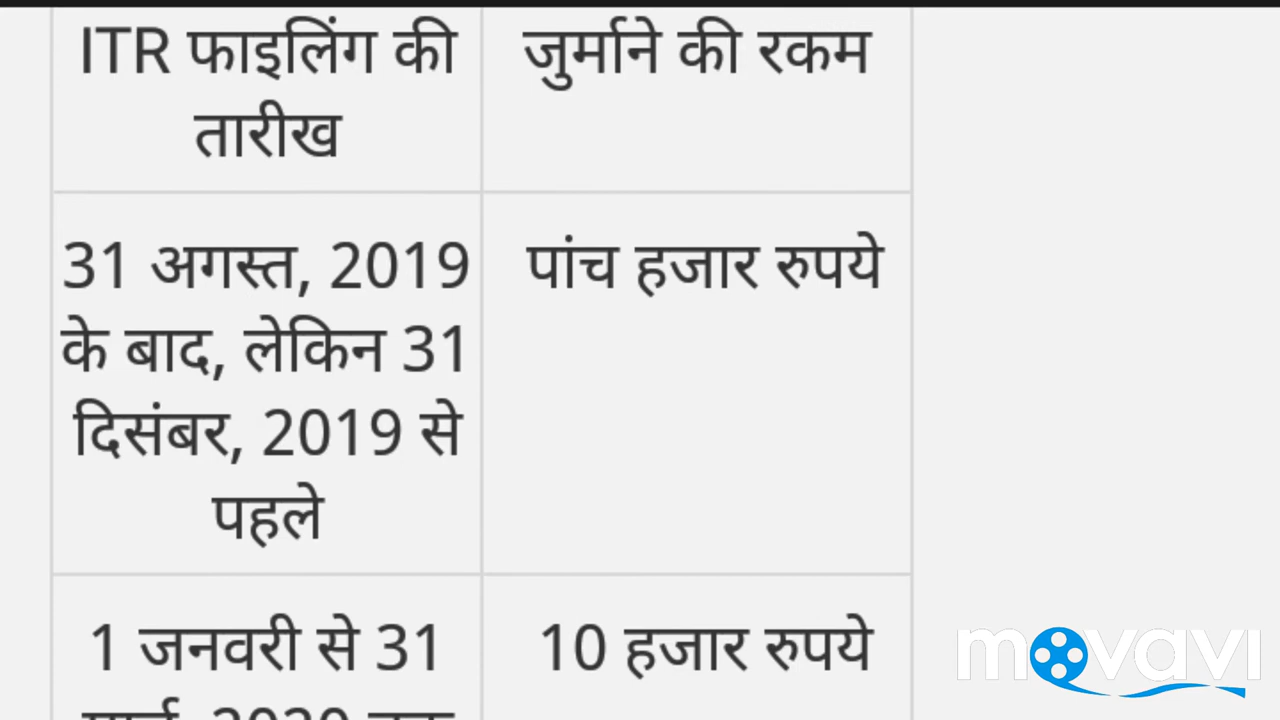 ITR फाइलिंग की
तारीख
जुर्माने की रकम
31 अगस्त, 2019
के बाद, लेकिन 31
दिसंबर, 2019 से
पहले
पांच हजार रुपये
1 जनवरी से 31
10 हजार रुपये
movavi